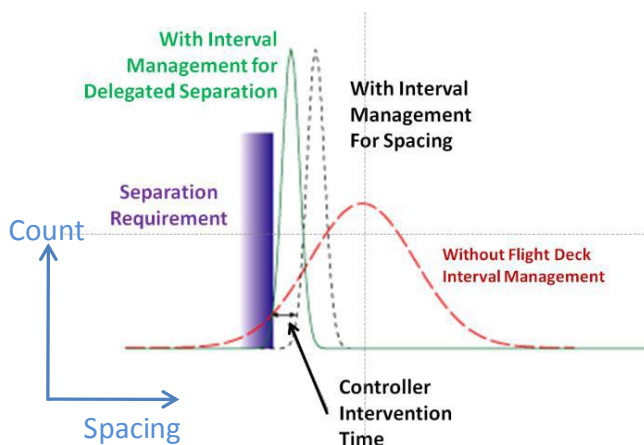 With Interval
Management for
Delegated Separation
With Interval
Management
For Spacing
Separation
Requirement
Count
Without Flight Deck
Interval Management
Controller
Intervention
Time
Spacing